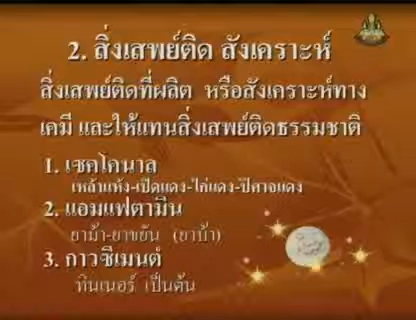 2. สิ่งเสพย์ติด สังเคราะห์
สิ่งเสพย์ติดที่ผลิต หรือสังเคราะห์ทาง
เคมี และให้แทนสิ่งเสพย์ติดธรรมชาติ
1. เซคโคนาล
เหล้าแห้ง-เป็ดแดง-ไก่แดง-ปีศาจแดง
2. แอมแฟตามีน
ยาม้า-ยาขยัน (ยาบ้า)
3. กาวซีเมนต์
ทินเนอร์ เป็นต้น